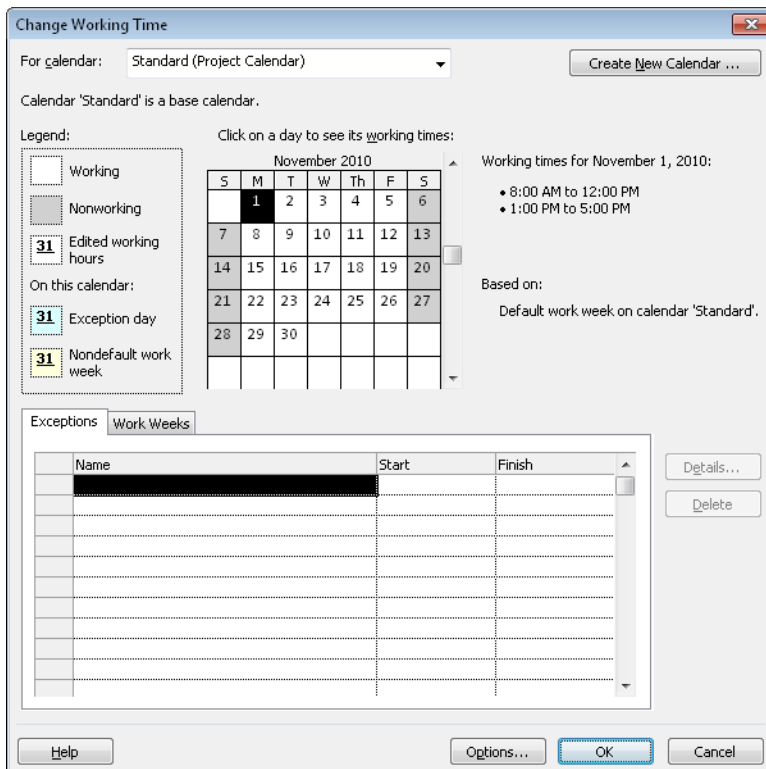 Change Working Time
For calendar: Standard (Project Calendar) Create New Calendar ...
Calendar 'Standard' is a base calendar.
Legend:
Working
Nonworking
31 Edited working
hours
On this calendar:
31 Exception day
31 Nondefault work
week
Click on a day to see its working times:
November 2010
S M T W Th F S
1 2 3 4 5 6
7 8 9 10 11 12 13
14 15 16 17 18 19 20
21 22 23 24 25 26 27
28 29 30
Working times for November 1, 2010:
• 8:00 AM to 12:00 PM
• 1:00 PM to 5:00 PM
Based on:
Default work week on calendar 'Standard'.
Exceptions Work Weeks
Name Start Finish
Details...
Delete
Help Options... OK Cancel